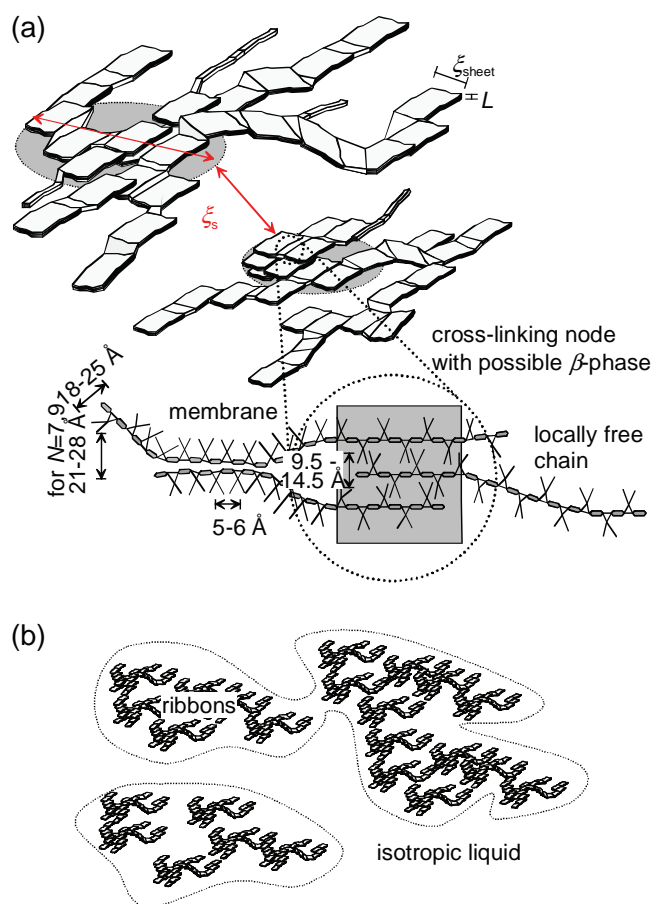 (a)
ξsheet
L
ξs
cross-linking node
with possible β-phase
for N=7,9
18-25 Å
21-28 Å
membrane
9.5 -
14.5 Å
locally free
chain
5-6 Å
(b)
ribbons
isotropic liquid